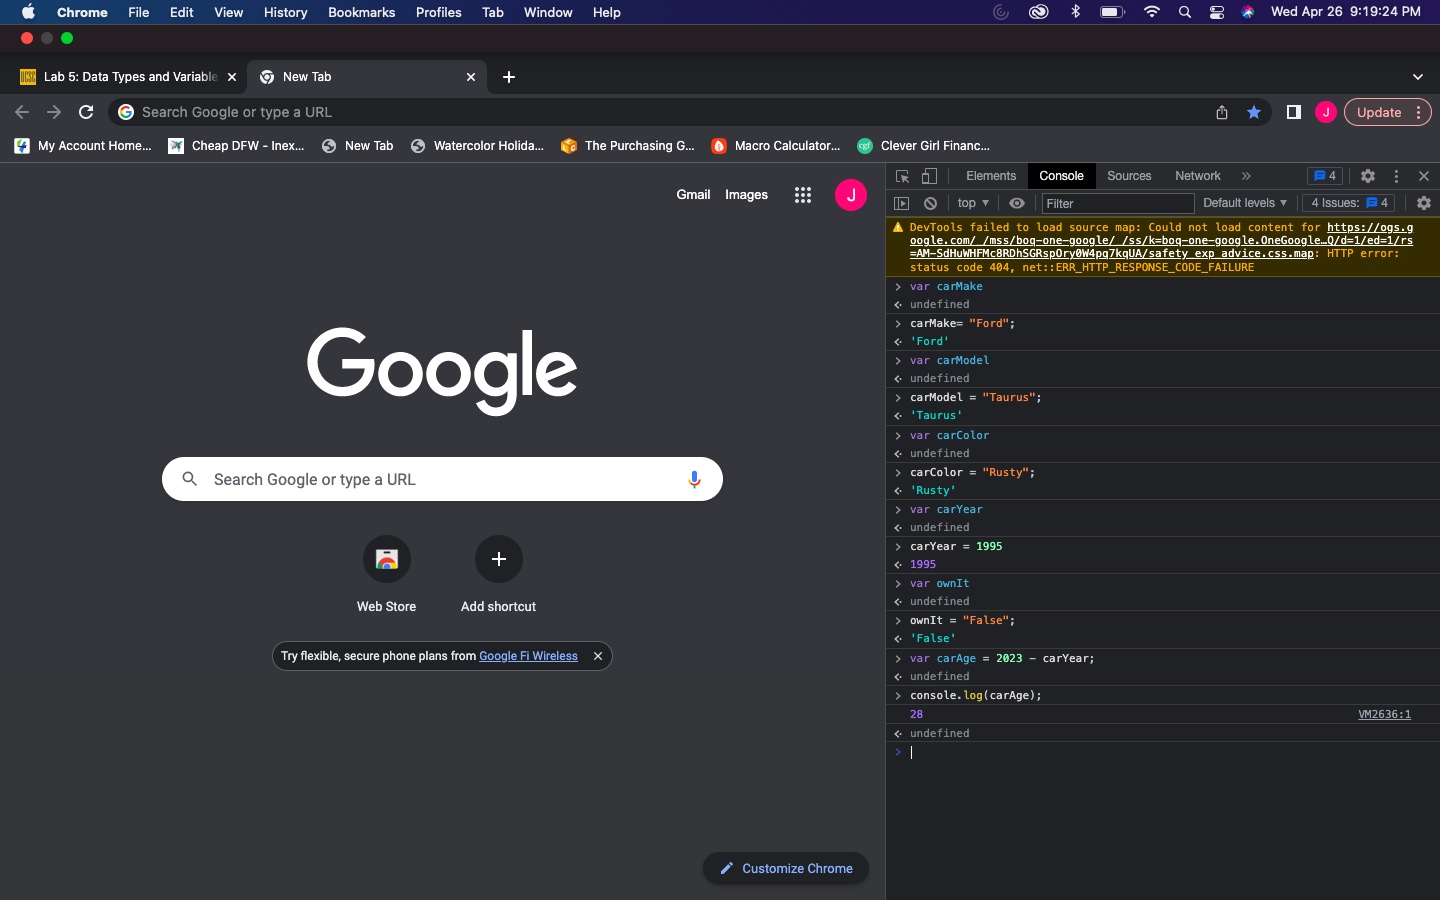 Chrome File Edit View History Bookmarks Profiles Tab Window Help Wed Apr 26 9:19:24 PM
Lab 5: Data Types and Variable New Tab
Search Google or type a URL J Update
My Account Home... Cheap DFW - Inex... New Tab Watercolor Holida... The Purchasing G... Macro Calculator... cgf Clever Girl Financ...
Gmail Images J
Google
Search Google or type a URL
Web Store Add shortcut
Try flexible, secure phone plans from Google Fi Wireless
Customize Chrome
Elements Console Sources Network » 4
top Filter Default levels 4 Issues: 4
DevTools failed to load source map: Could not load content for https://ogs.g
oogle.com/_/mss/boq-one-google/_/ss/k=boq-one-google.OneGoogle…Q/d=1/ed=1/rs
=AM-SdHuWHFMc8RDhSGRspOry0W4pq7kqUA/safety_exp_advice.css.map: HTTP error:
status code 404, net::ERR_HTTP_RESPONSE_CODE_FAILURE
var carMake
undefined
carMake= "Ford";
'Ford'
var carModel
undefined
carModel = "Taurus";
'Taurus'
var carColor
undefined
carColor = "Rusty";
'Rusty'
var carYear
undefined
carYear = 1995
1995
var ownIt
undefined
ownIt = "False";
'False'
var carAge = 2023 - carYear;
undefined
console.log(carAge);
28 VM2636:1
undefined